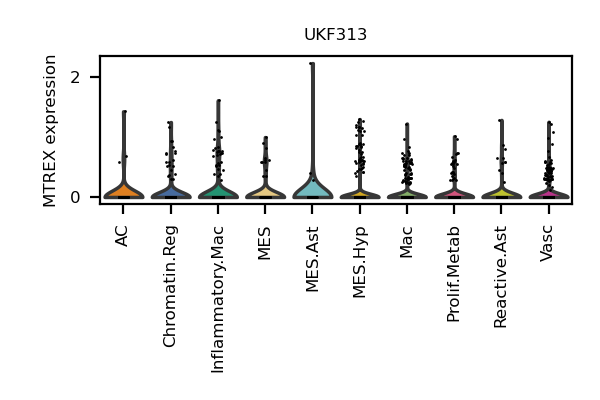 UKF313
MTREX expression
2
0
AC
Chromatin.Reg
Inflammatory.Mac
MES
MES.Ast
MES.Hyp
Mac
Prolif.Metab
Reactive.Ast
Vasc